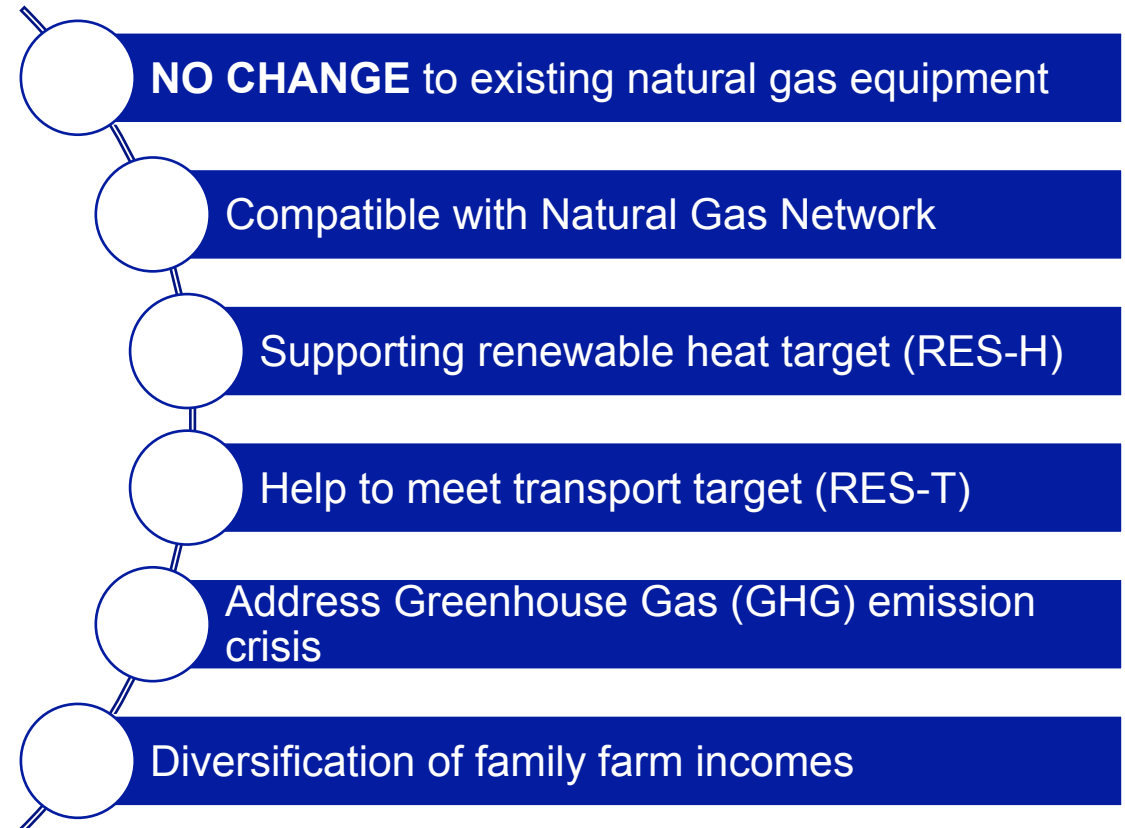 NO CHANGE to existing natural gas equipment
Compatible with Natural Gas Network
Supporting renewable heat target (RES-H)
Help to meet transport target (RES-T)
Address Greenhouse Gas (GHG) emission
crisis
Diversification of family farm incomes